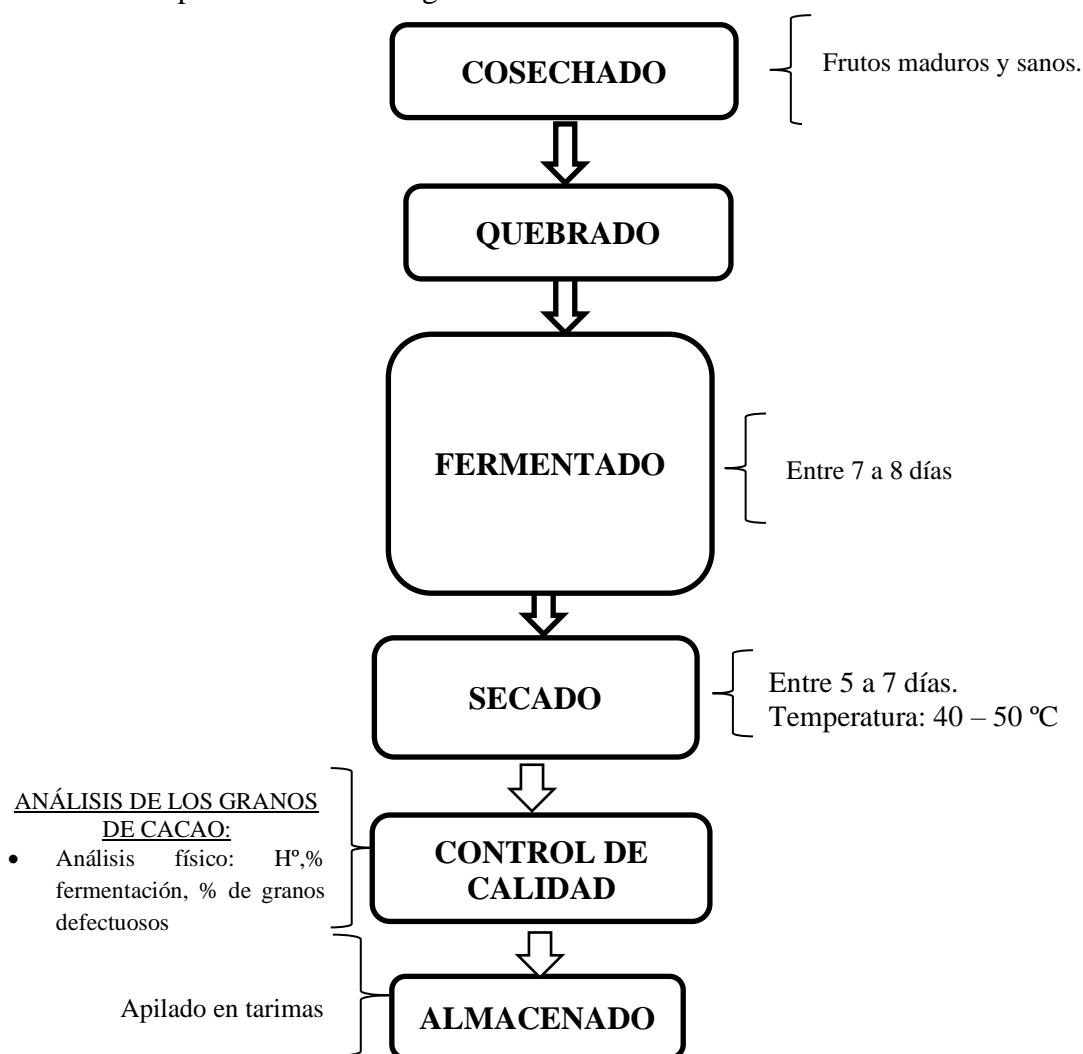 COSECHADO
Frutos maduros y sanos.
QUEBRADO
FERMENTADO
Entre 7 a 8 días
SECADO
Entre 5 a 7 días.
Temperatura: 40 – 50 ºC
ANÁLISIS DE LOS GRANOS
DE CACAO:
• Análisis físico: Hº,%
fermentación, % de granos
defectuosos
CONTROL DE
CALIDAD
Apilado en tarimas
ALMACENADO